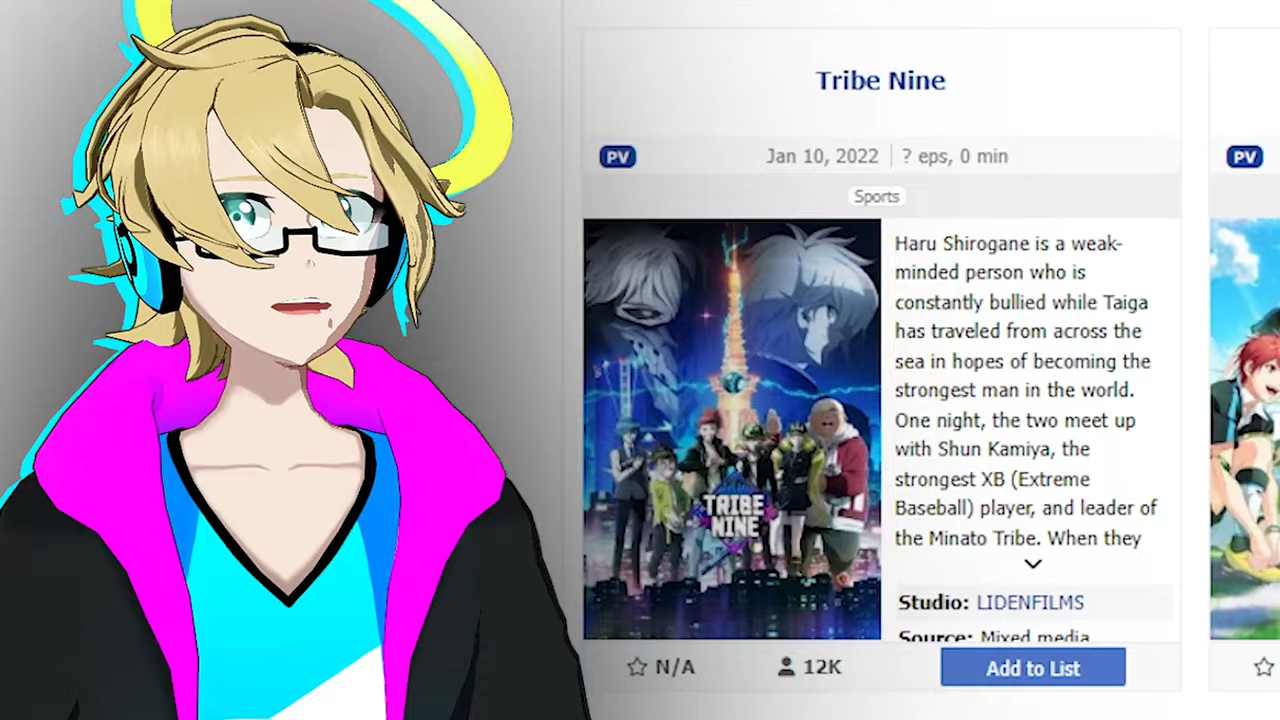 Tribe Nine
PV
Jan 10, 2022 | ? eps, 0 min
PV
Sports
Haru Shirogane is a weak-
minded person who is
constantly bullied while Taiga
has traveled from across the
sea in hopes of becoming the
strongest man in the world.
One night, the two meet up
with Shun Kamiya, the
strongest XB (Extreme
Baseball) player, and leader of
the Minato Tribe. When they
TRIBE
NINE
Studio: LIDENFILMS
Source: Mixed media
N/A
12K
Add to List